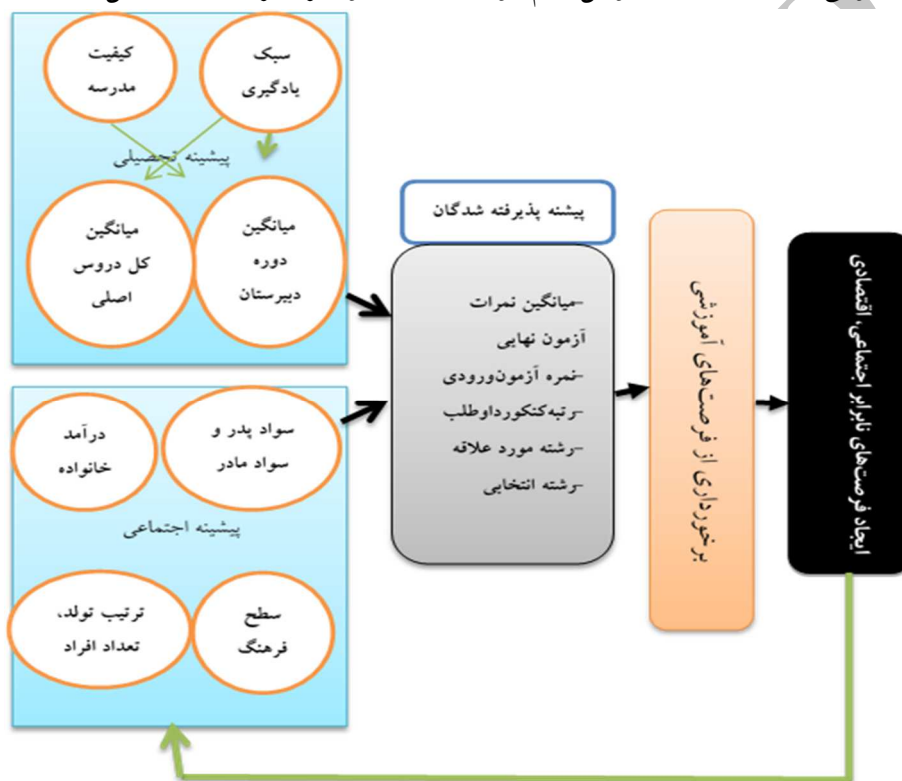 کیفیت
مدرسه
سبک
یادگیری
پیشینه تحصیلی
میانگین
کل دروس
اصلی
میانگین
دوره
دبیرستان
درآمد
خانواده
سواد پدر و
سواد مادر
پیشینه اجتماعی
ترتیب تولد،
تعداد افراد
سطح
فرهنگ
پیشنه پذیرفته شدگان
-میانگین نمرات
آزمون نهایی
-نمره آزمون‌ورودی
-رتبه‌کنکورداوطلب
-رشته مورد علاقه
-رشته انتخابی
برخورداری از فرصت‌های آموزشی
ایجاد فرصت‌های نابرابر اجتماعی، اقتصادی